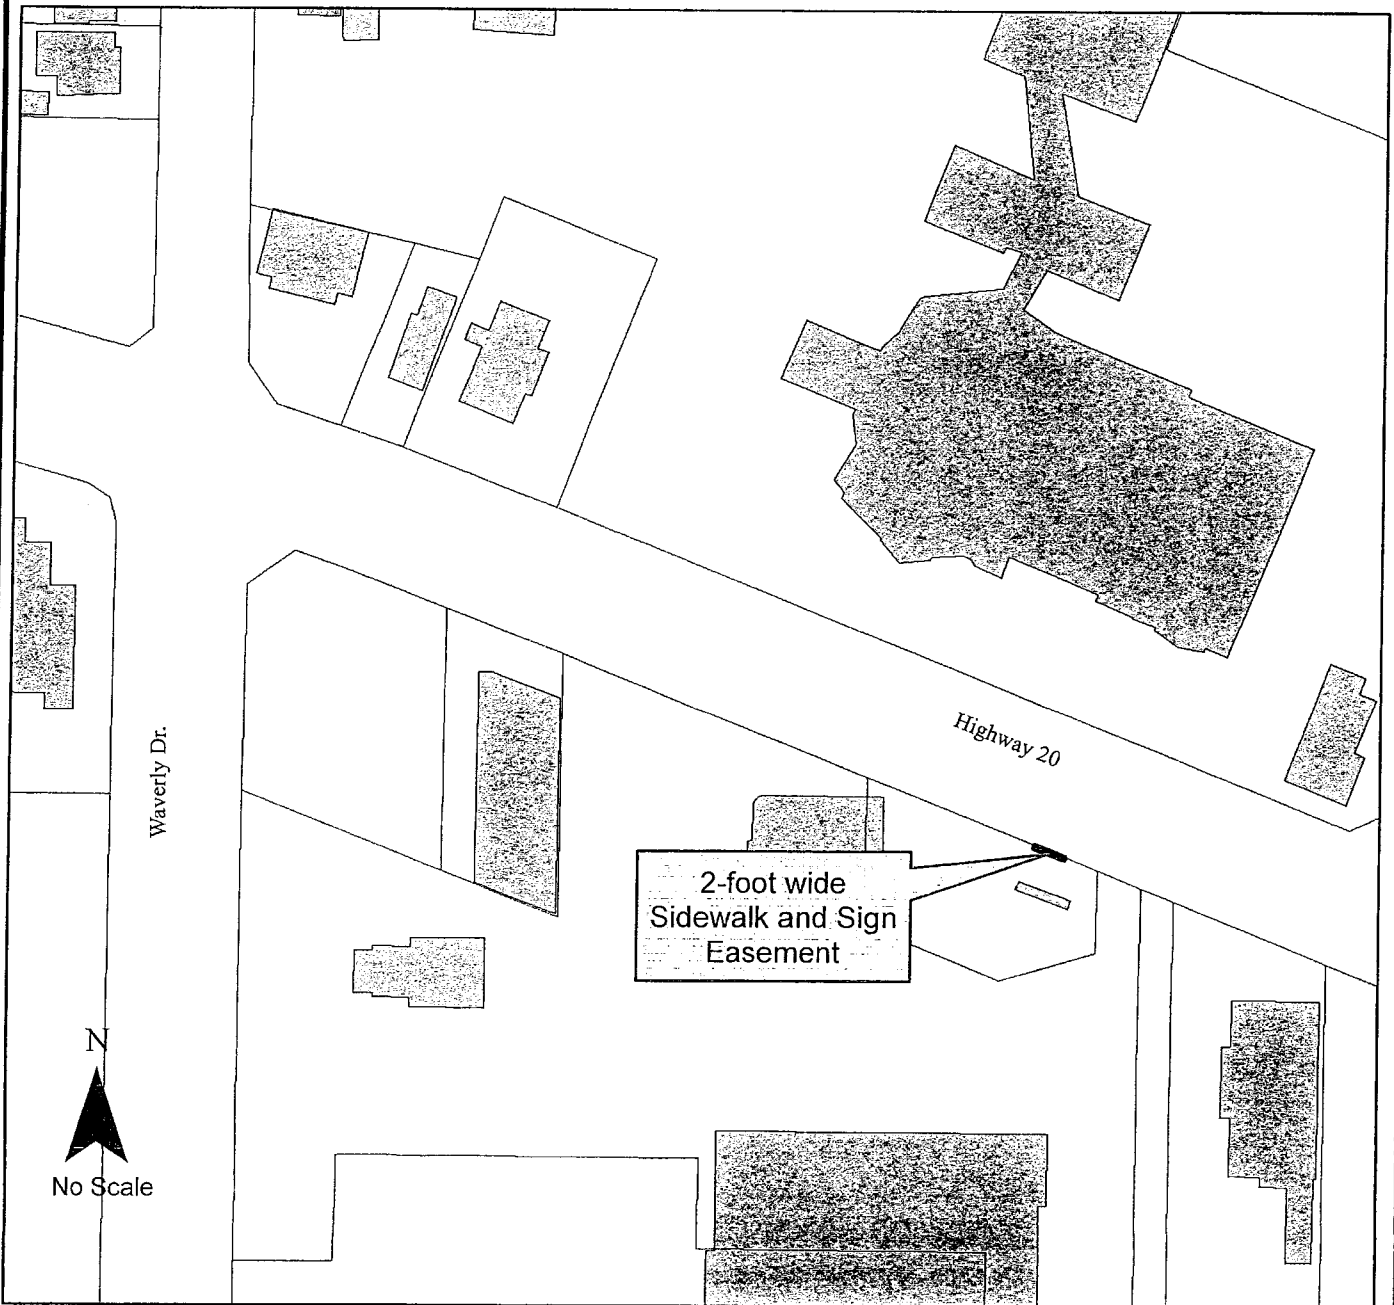 Highway 20
Waverly Dr.
2-foot wide
Sidewalk and Sign
Easement
N
No Scale